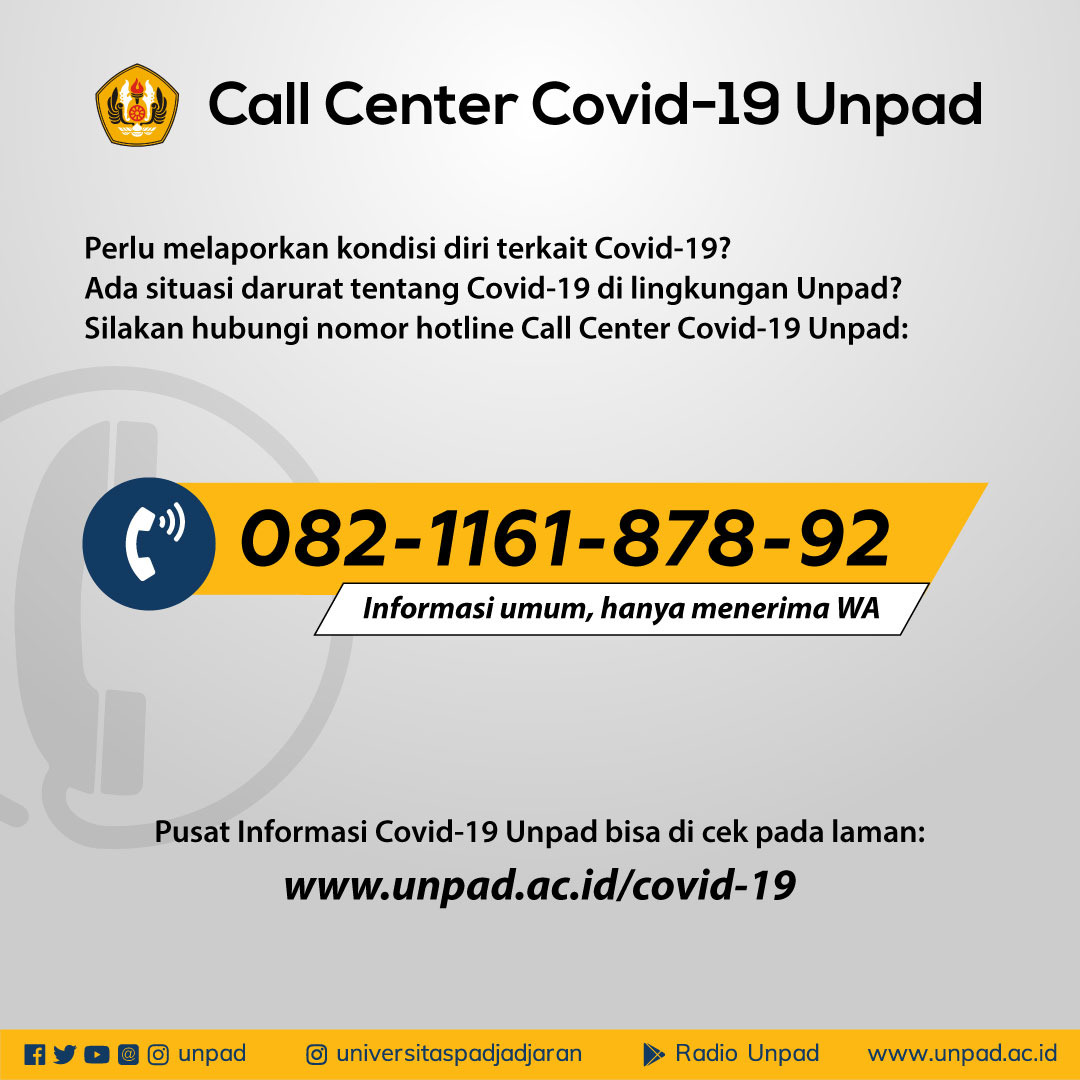 Call Center Covid-19 Unpad
Perlu melaporkan kondisi diri terkait Covid-19?
Ada situasi darurat tentang Covid-19 di lingkungan Unpad?
Silakan hubungi nomor hotline Call Center Covid-19 Unpad:
082-1161-878-92
Informasi umum, hanya menerima WA
Pusat Informasi Covid-19 Unpad bisa di cek pada laman:
www.unpad.ac.id/covid-19
unpad universitaspadjadjaran Radio Unpad www.unpad.ac.id